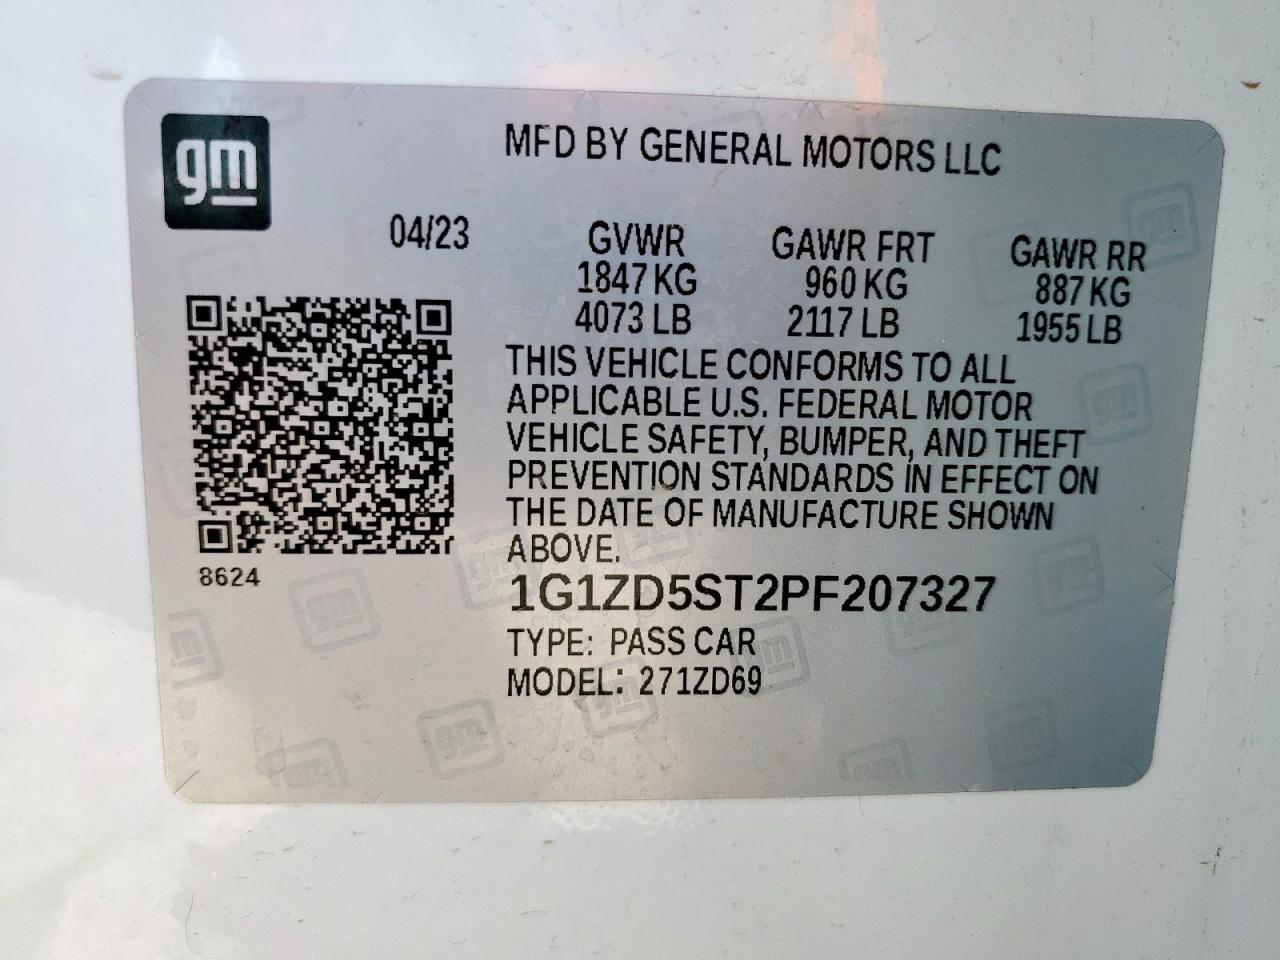 gm
MFD BY GENERAL MOTORS LLC
04/23
GVWR GAWR FRT GAWR RR
1847 KG 960 KG 887 KG
4073 LB 2117 LB 1955 LB
THIS VEHICLE CONFORMS TO ALL
APPLICABLE U.S. FEDERAL MOTOR
VEHICLE SAFETY, BUMPER, AND THEFT
PREVENTION STANDARDS IN EFFECT ON
THE DATE OF MANUFACTURE SHOWN
ABOVE.
8624
1G1ZD5ST2PF207327
TYPE: PASS CAR
MODEL: 271ZD69